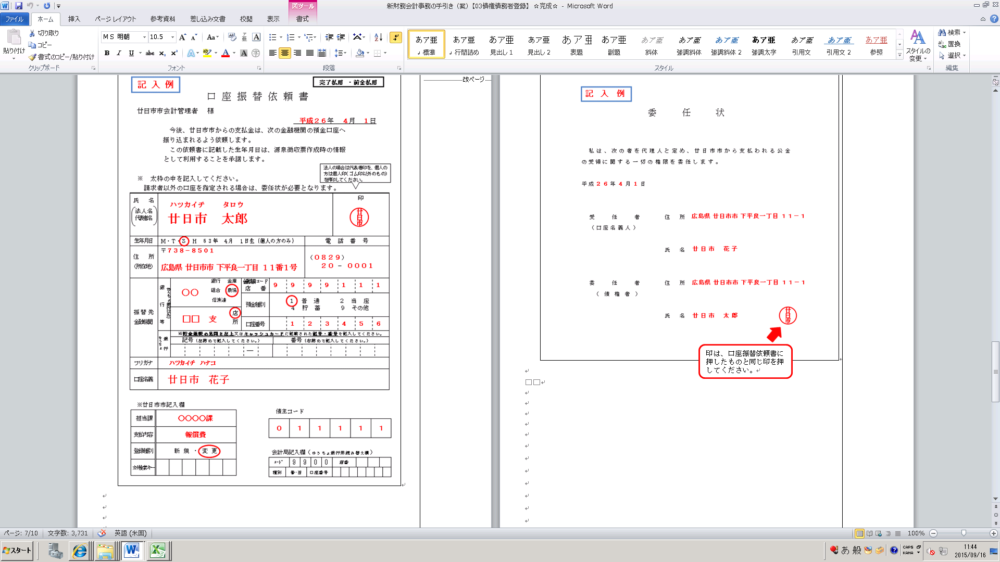 新財務会計事務の手引き（案）【03債権債務者登録】 ☆完成☆ - Microsoft Word
図ツール
ファイル
ホーム
挿入
ページ レイアウト
参考資料
差し込み文書
校閲
表示
書式
貼り付け
切り取り
コピー
書式のコピー/貼り付け
クリップボード
ＭＳ 明朝
10.5
フォント
段落
あア亜 標準
あア亜 行間詰め
あア亜 見出し 1
あア亜 見出し 2
あア亜 表題
あア亜 副題
あア亜 斜体
あア亜 強調斜体
あア亜 強調斜体 2
あア亜 強調太字
あア亜 引用文
あア亜 引用文 2
あア亜 参照
スタイルの変更
スタイル
検索
置換
選択
編集
記入例
完了払用 ・前金払用
口座振替依頼書
廿日市市会計管理者　様
平成２６年　４月　１日
今後、廿日市市からの支払金は、次の金融機関の預金口座へ
振り込まれるよう依頼します。
この依頼書に記載した生年月日は、源泉徴収票作成時の情報
として利用することを承諾します。
法人の場合は代表者印を、個人の
方は個人印(ゴム印以外のもの)
を押印してください。
※　太枠の中を記入してください。
請求者以外の口座を指定される場合は、委任状が必要となります。
氏　名
（法人名
代表者名）
ハツカイチ　タロウ
廿日市　太郎
印
廿日市
生年月日
Ｍ・Ｔ・Ｓ　Ｈ　６３年　４月　１日生（個人の方のみ）
電話番号
住　所
（所在地）
〒７３８－８５０１
広島県 廿日市市 下平良一丁目 １１番１号
（０８２９）
２０－０００１
振替先
金融機関
銀行等
（ゆうちょ銀行以外）
○○
銀行　金庫
組合　農協
信漁連
□□　支
店
所
金融機関コード
店　番
９ ９ ９ ９ １ １ １
預金種別
１ 普通　２ 当座
４ 貯蓄　９ その他
口座番号
１ ２ ３ ４ ５ ６
ゆうちょ銀行
※貯金通帳の見開き左上又はキャッシュカードに記載された記号・番号を記入してください。
記号（左詰めで記入してください。）
番号（右詰めで記入してください。）
―
フリガナ
ハツカイチ　ハナコ
口座名義
廿日市　花子
※廿日市市記入欄
担当課
○○○○課
支払内容
報償費
登録種別
新規・変更
カナ検索キー
債主コード
０ １ １ １ １ １
会計局記入欄（ゆうちょ銀行用読み替え欄）
ｺｰﾄﾞ ９ ９ ０ ０ 店番
種別 普・当 口座番号
改ページ
記入例
委任状
私は、次の者を代理人と定め、廿日市市から支払われる公金
の受領に関する一切の権限を委任します。
平成２６年４月１日
受任者　住所　広島県 廿日市市 下平良一丁目 １１－１
（口座名義人）
氏名　廿日市　花子
委任者　住所　広島県 廿日市市 下平良一丁目 １１－１
（債権者）
氏名　廿日市　太郎
廿日市
印は、口座振替依頼書に
押したものと同じ印を押
してください。
ページ: 7/10
文字数: 3,731
英語 (米国)
100%
スタート
あ 般
CAPS
KANA
11:44
2015/09/16